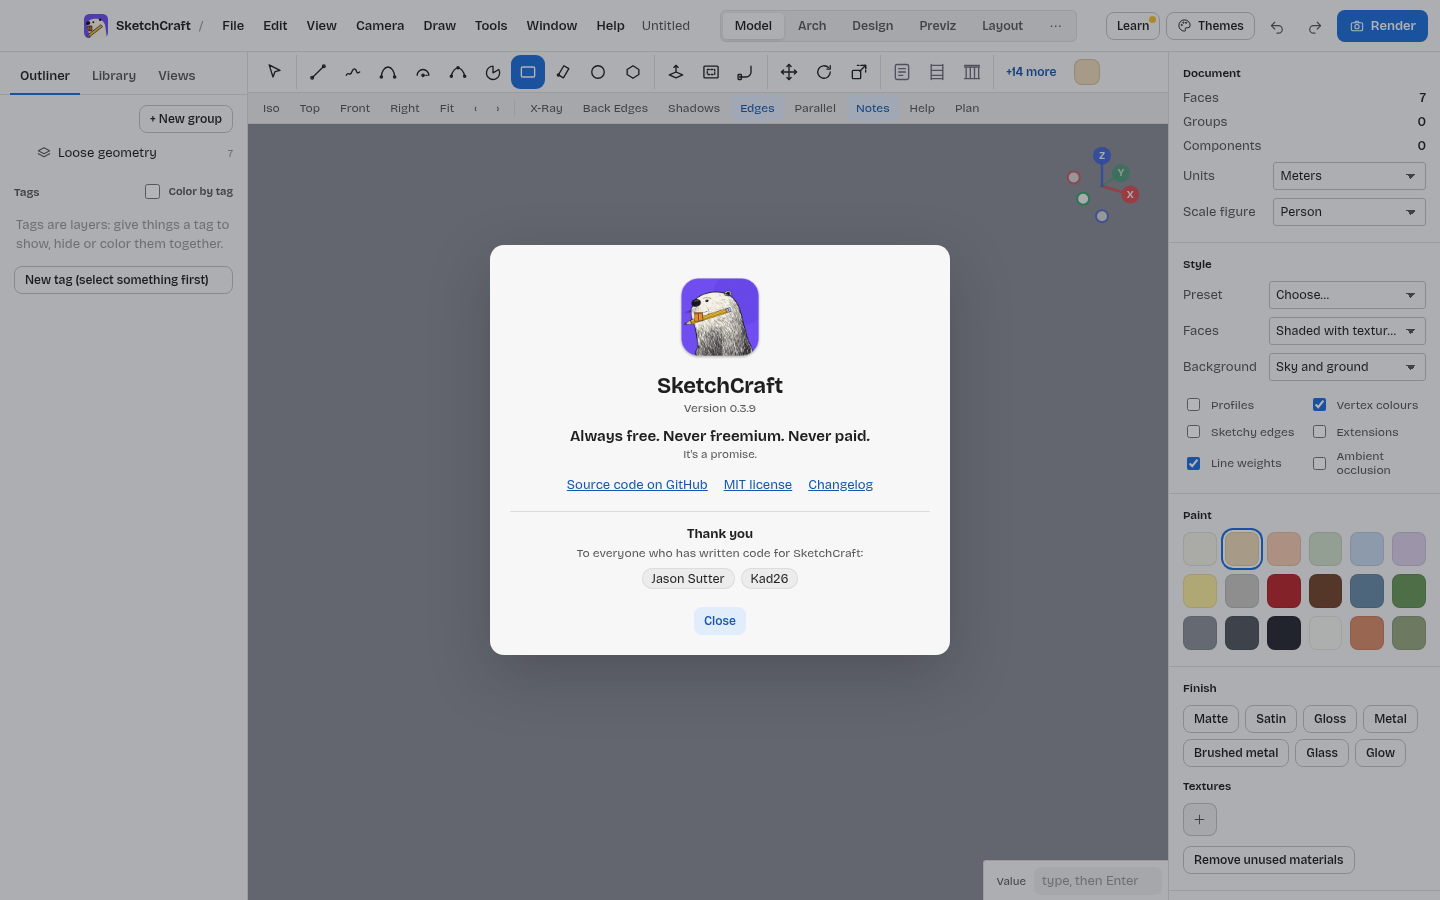 SketchCraft / File Edit View Camera Draw Tools Window Help Untitled Model Arch Design Previz Layout ··· Learn Themes Render
Outliner Library Views
+ New group
Loose geometry 7
Tags Color by tag
Tags are layers: give things a tag to
show, hide or color them together.
New tag (select something first)
+14 more
Iso Top Front Right Fit ‹ › X-Ray Back Edges Shadows Edges Parallel Notes Help Plan
Z
Y
X
SketchCraft
Version 0.3.9
Always free. Never freemium. Never paid.
It's a promise.
Source code on GitHub MIT license Changelog
Thank you
To everyone who has written code for SketchCraft:
Jason Sutter Kad26
Close
Value type, then Enter
Document
Faces 7
Groups 0
Components 0
Units Meters
Scale figure Person
Style
Preset Choose...
Faces Shaded with textur...
Background Sky and ground
Profiles Vertex colours
Sketchy edges Extensions
Line weights Ambient
occlusion
Paint
Finish
Matte Satin Gloss Metal
Brushed metal Glass Glow
Textures
+
Remove unused materials